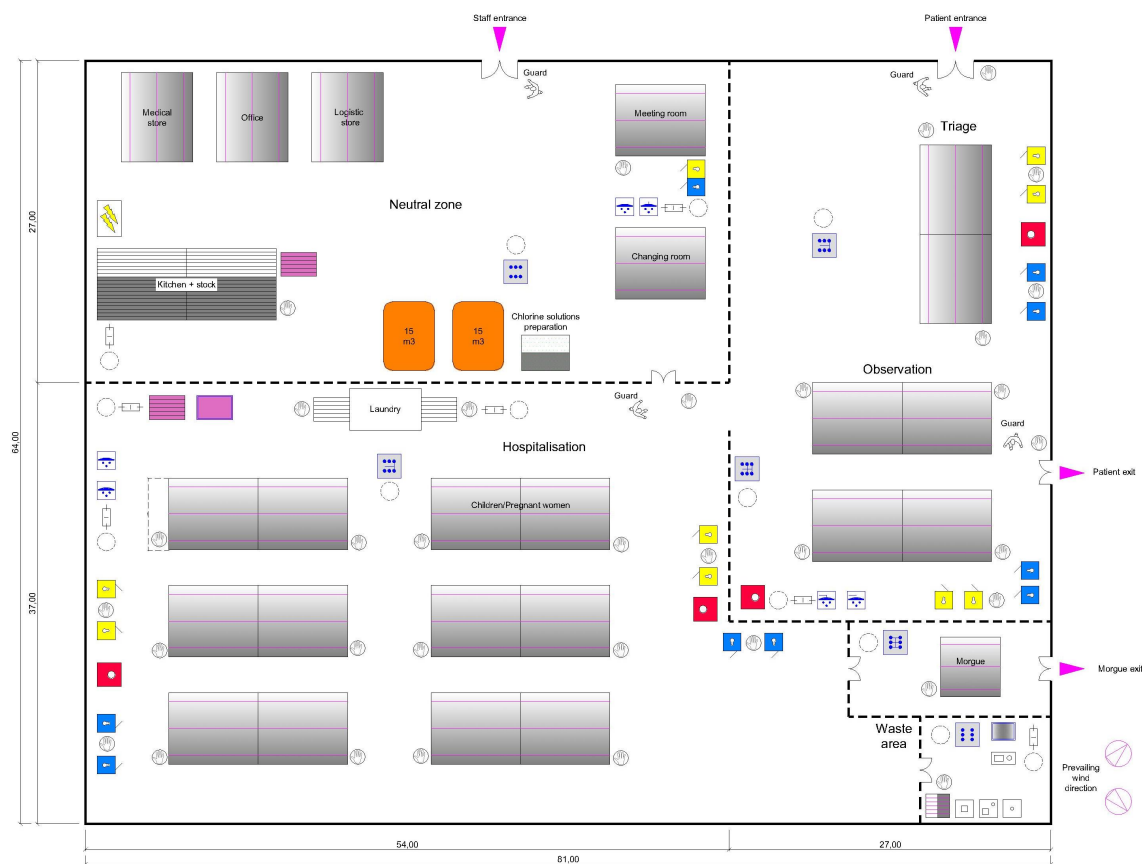 Staff entrance
Patient entrance
Guard
Guard
Medical
store
Office
Logistic
store
Meeting room
Triage
Neutral zone
27,00
Changing room
Kitchen + stock
15
m3
15
m3
Chlorine solutions
preparation
Observation
Laundry
Guard
Guard
64,00
Hospitalisation
Patient exit
Children/Pregnant women
37,00
Morgue
Morgue exit
Waste
area
Prevailing
wind
direction
54,00
27,00
81,00